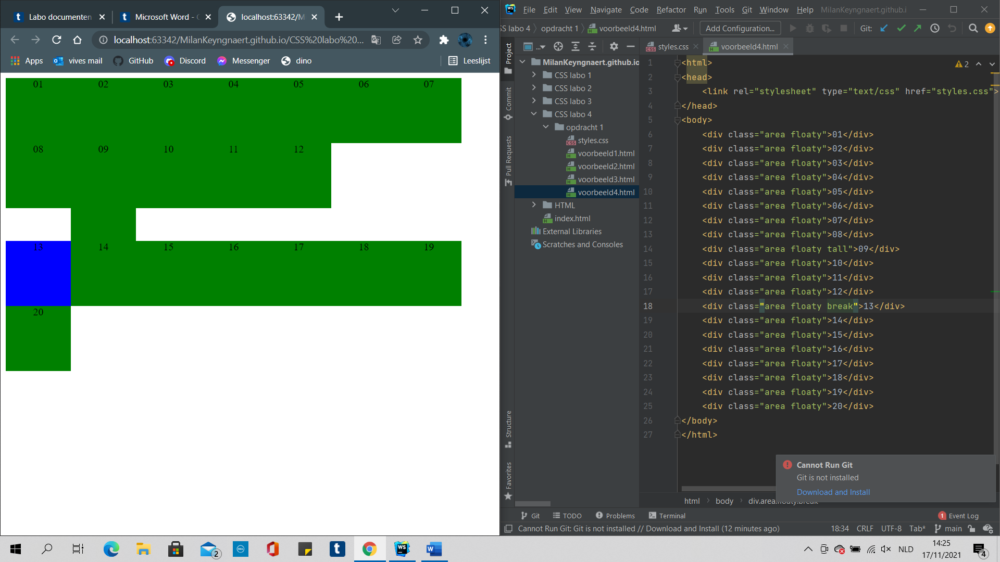 Labo documenten
Microsoft Word - 
localhost:63342/M
localhost:63342/MilanKeyngnaert.github.io/CSS%20labo%20...
Apps
vives mail
GitHub
Discord
Messenger
dino
Leeslijst
01 02 03 04 05 06 07
08 09 10 11 12
13 14 15 16 17 18 19
20
File Edit View Navigate Code Refactor Run Tools Git Window Help MilanKeyngnaert.github.i
SS labo 4 opdracht 1 voorbeeld4.html Add Configuration... Git:
Project
Commit
Pull Requests
Structure
Favorites
...
MilanKeyngnaert.github.io
CSS labo 1
CSS labo 2
CSS labo 3
CSS labo 4
opdracht 1
styles.css
voorbeeld1.html
voorbeeld2.html
voorbeeld3.html
voorbeeld4.html
HTML
index.html
External Libraries
Scratches and Consoles
styles.css voorbeeld4.html
2
1 <html>
2 <head>
3 <link rel="stylesheet" type="text/css" href="styles.css">
4 </head>
5 <body>
6 <div class="area floaty">01</div>
7 <div class="area floaty">02</div>
8 <div class="area floaty">03</div>
9 <div class="area floaty">04</div>
10 <div class="area floaty">05</div>
11 <div class="area floaty">06</div>
12 <div class="area floaty">07</div>
13 <div class="area floaty">08</div>
14 <div class="area floaty tall">09</div>
15 <div class="area floaty">10</div>
16 <div class="area floaty">11</div>
17 <div class="area floaty">12</div>
18 <div class="area floaty break">13</div>
19 <div class="area floaty">14</div>
20 <div class="area floaty">15</div>
21 <div class="area floaty">16</div>
22 <div class="area floaty">17</div>
23 <div class="area floaty">18</div>
24 <div class="area floaty">19</div>
25 <div class="area floaty">20</div>
26 </body>
27 </html>
Cannot Run Git
Git is not installed
Download and Install
html body div.area.floaty.break
Git TODO Problems Terminal 1 Event Log
Cannot Run Git: Git is not installed // Download and Install (12 minutes ago) 18:34 CRLF UTF-8 Tab* main
2
DELL
WS
NLD
14:25
17/11/2021
4